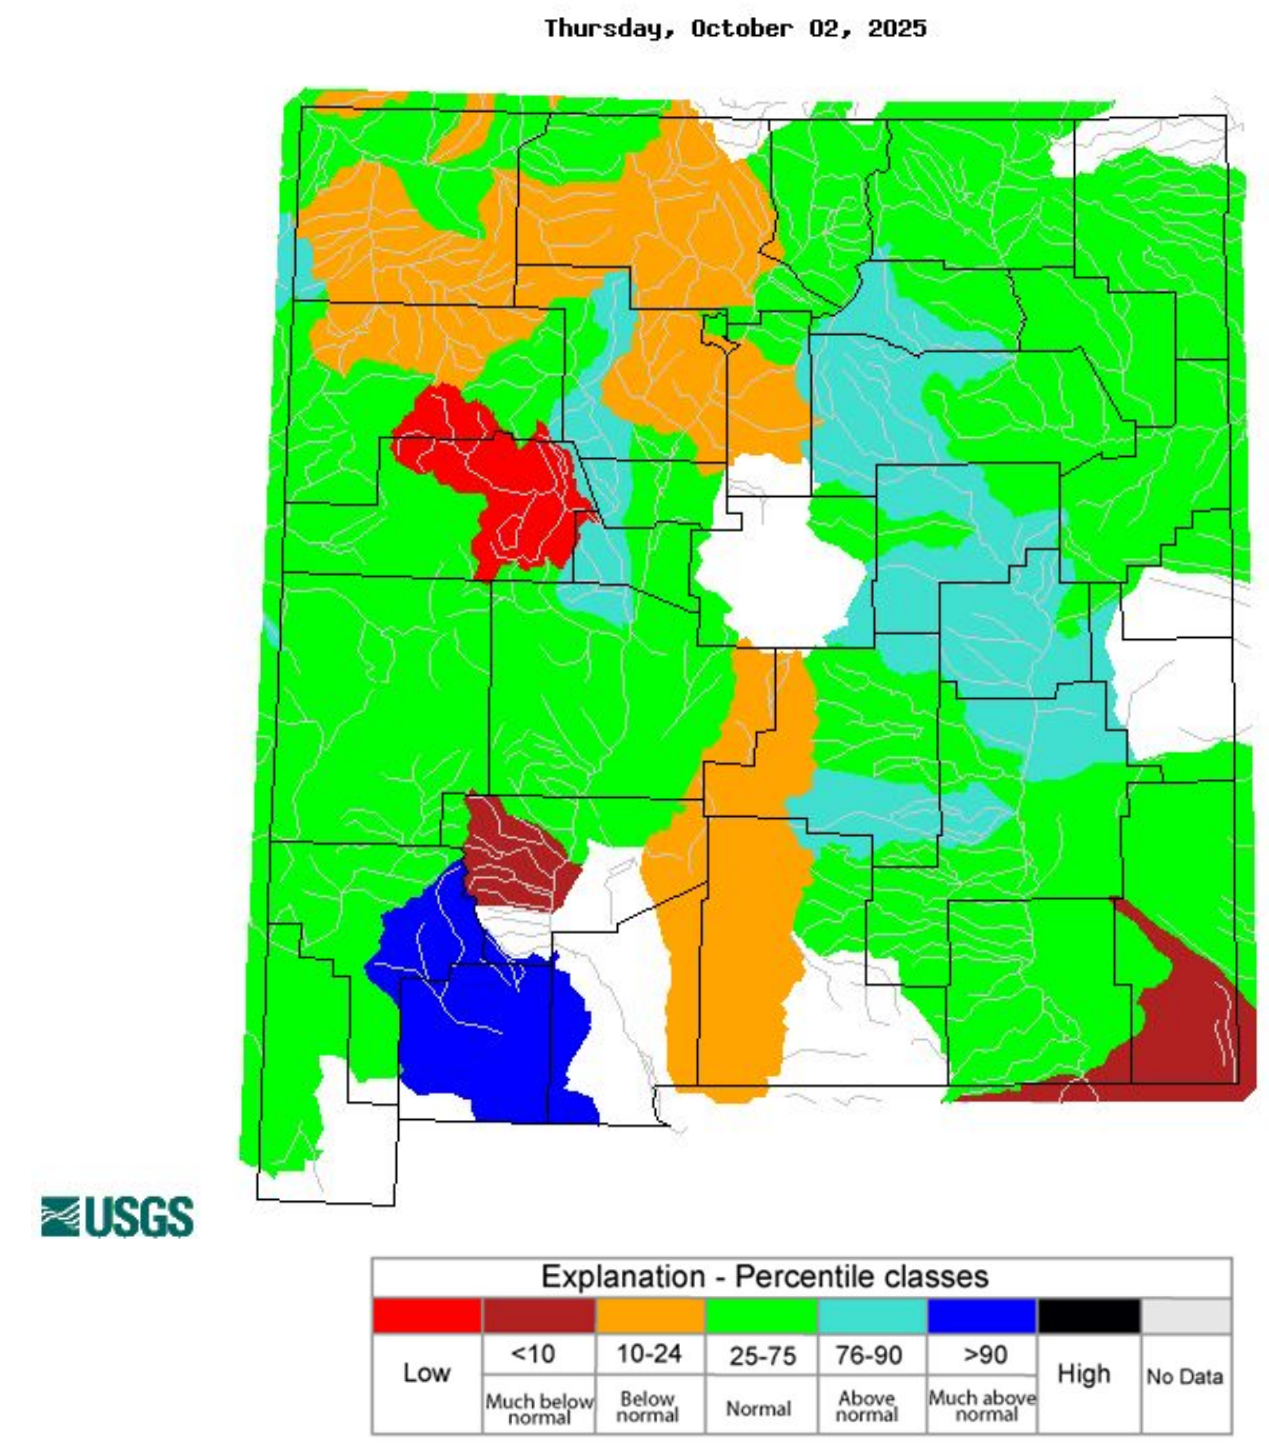 Thursday, October 02, 2025
USGS
Explanation - Percentile classes
Low
<10
10-24
25-75
76-90
>90
High
No Data
Much below
normal
Below
normal
Normal
Above
normal
Much above
normal